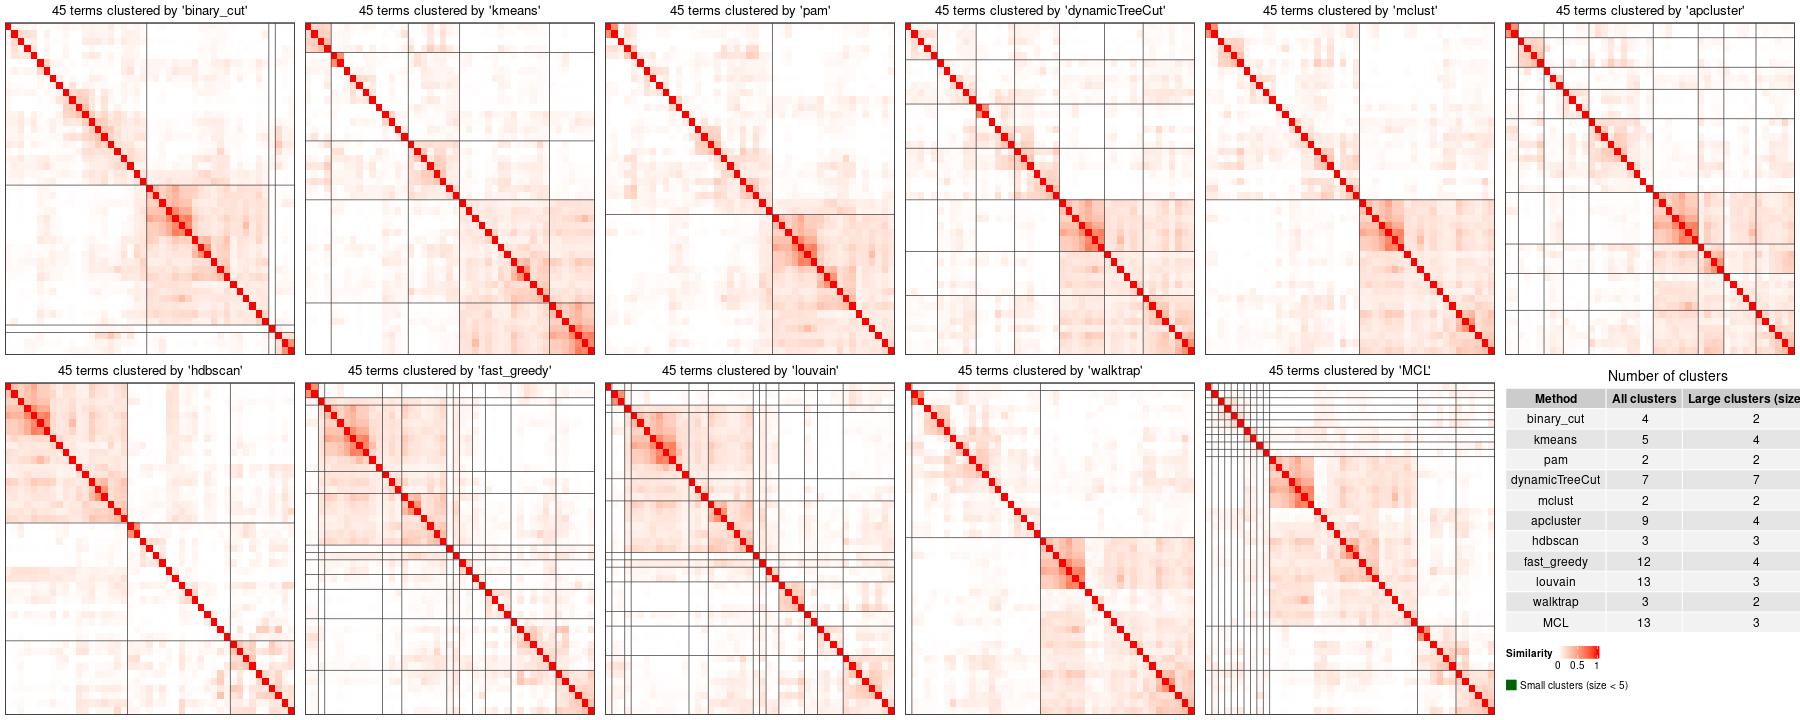 45 terms clustered by 'binary_cut'
45 terms clustered by 'kmeans'
45 terms clustered by 'pam'
45 terms clustered by 'dynamicTreeCut'
45 terms clustered by 'mclust'
45 terms clustered by 'apcluster'
45 terms clustered by 'hdbscan'
45 terms clustered by 'fast_greedy'
45 terms clustered by 'louvain'
45 terms clustered by 'walktrap'
45 terms clustered by 'MCL'
Number of clusters
Method All clusters Large clusters (size
binary_cut 4 2
kmeans 5 4
pam 2 2
dynamicTreeCut 7 7
mclust 2 2
apcluster 9 4
hdbscan 3 3
fast_greedy 12 4
louvain 13 3
walktrap 3 2
MCL 13 3
Similarity
0 0.5 1
Small clusters (size < 5)